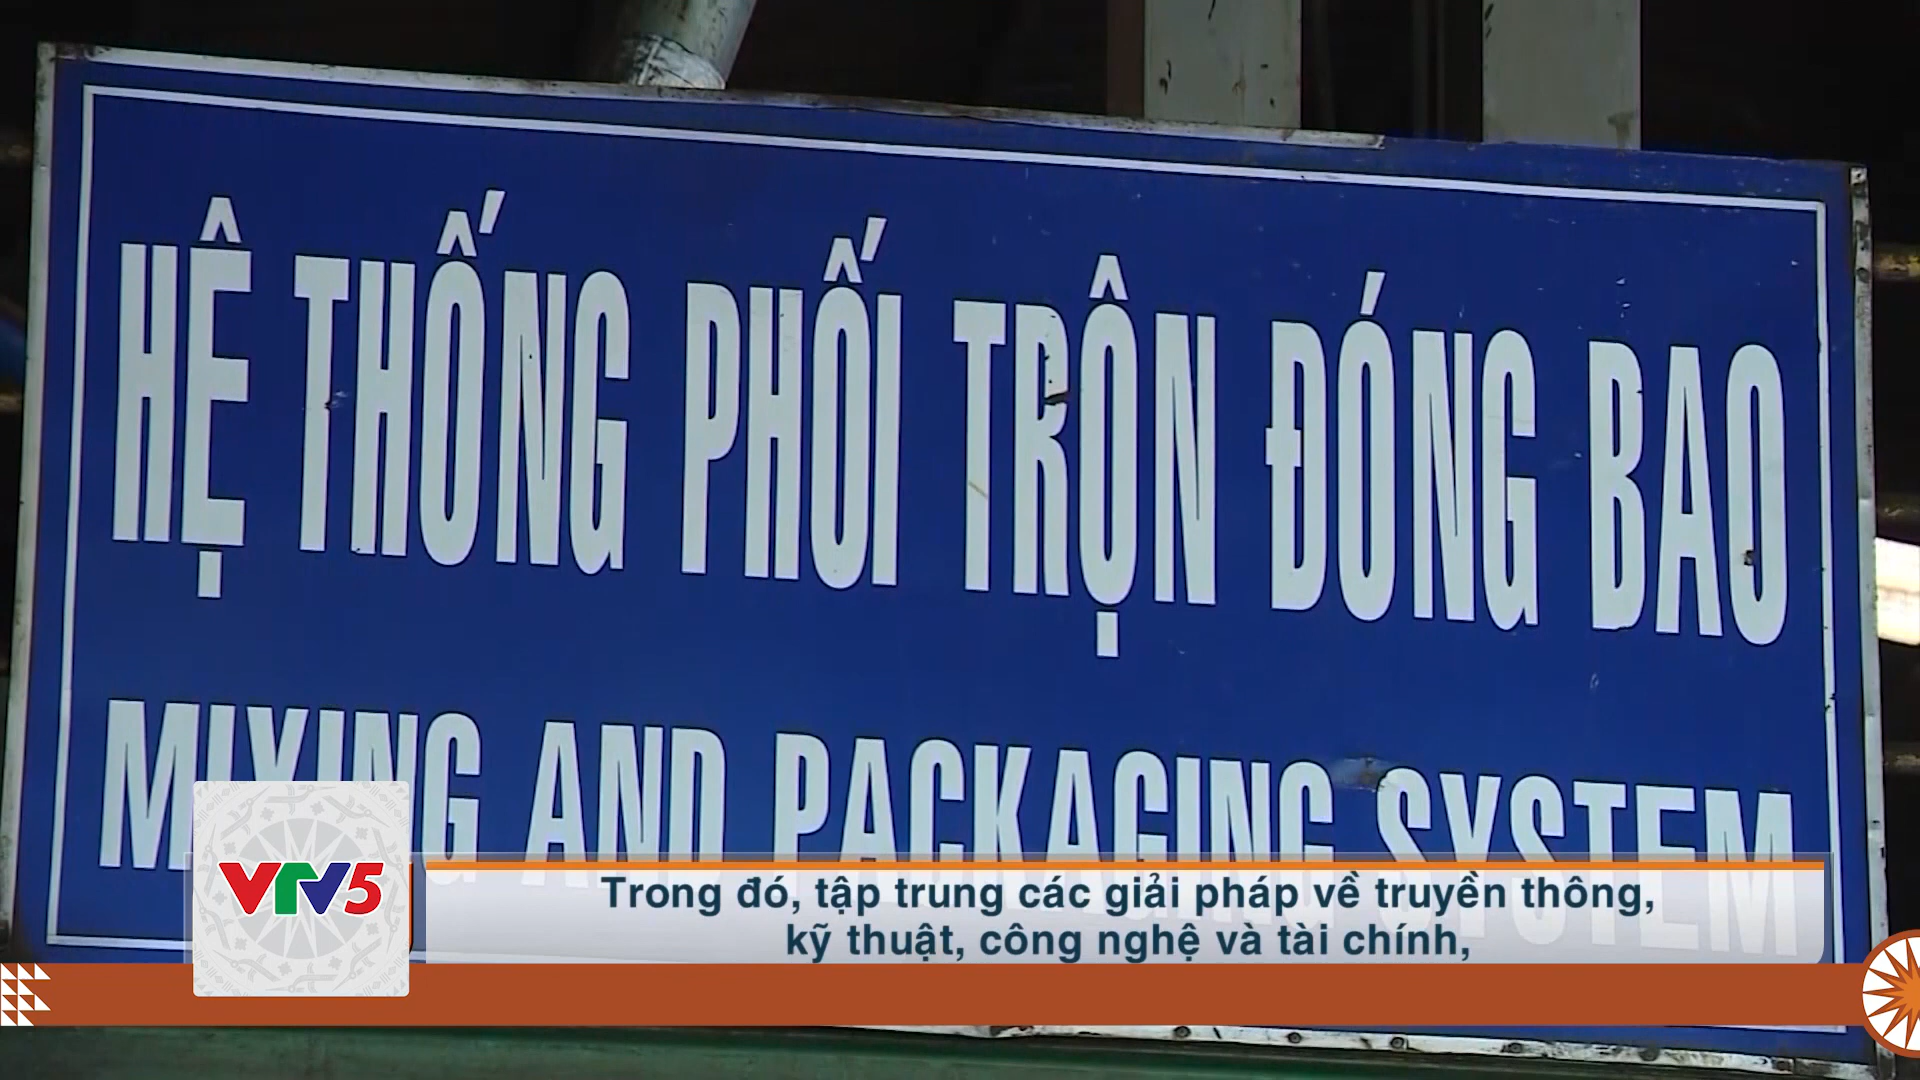 HỆ THỐNG PHỐI TRỘN ĐÓNG BAO
MIXING AND PACKAGING SYSTEM
VTV5
Trong đó, tập trung các giải pháp về truyền thông,
kỹ thuật, công nghệ và tài chính,